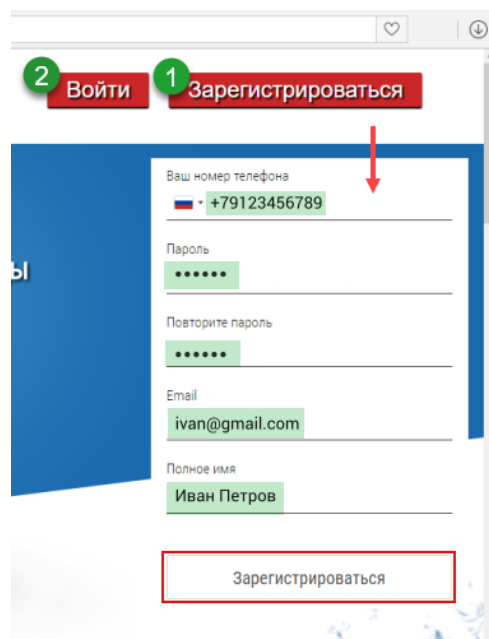 2 Войти 1 Зарегистрироваться
Ваш номер телефона
+79123456789
Пароль
••••••
Ы
Повторите пароль
••••••
Email
ivan@gmail.com
Полное имя
Иван Петров
Зарегистрироваться